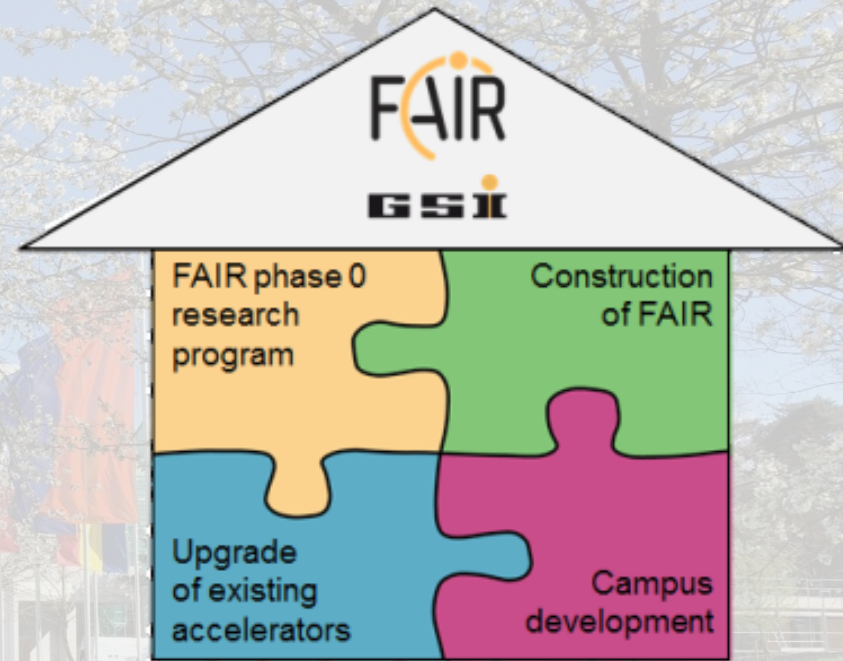 FAIR
GSI
FAIR phase 0
research
program
Construction
of FAIR
Upgrade
of existing
accelerators
Campus
development